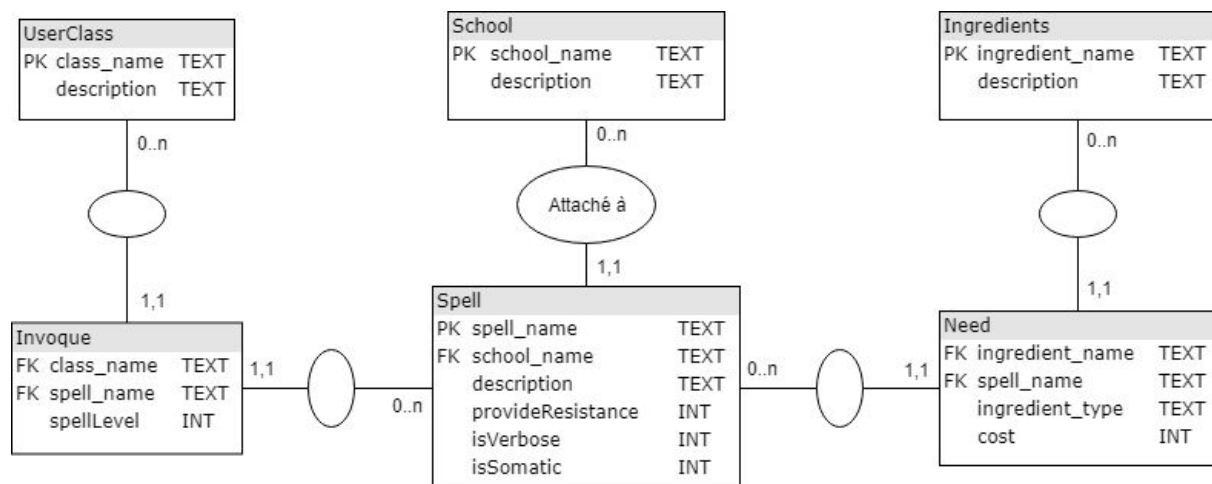 UserClass
PK class_name TEXT
description TEXT
School
PK school_name TEXT
description TEXT
Ingredients
PK ingredient_name TEXT
description TEXT
0..n
0..n
0..n
Attaché à
1,1
1,1
1,1
Invoque
FK class_name TEXT
FK spell_name TEXT
spellLevel INT
1,1
0..n
Spell
PK spell_name TEXT
FK school_name TEXT
description TEXT
provideResistance INT
isVerbose INT
isSomatic INT
0..n
1,1
Need
FK ingredient_name TEXT
FK spell_name TEXT
ingredient_type TEXT
cost INT